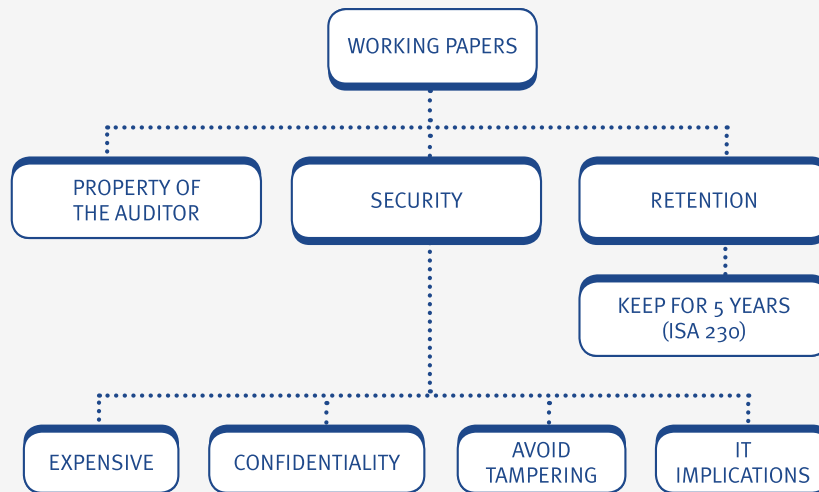 WORKING PAPERS
PROPERTY OF
THE AUDITOR
SECURITY
RETENTION
KEEP FOR 5 YEARS
(ISA 230)
EXPENSIVE
CONFIDENTIALITY
AVOID
TAMPERING
IT
IMPLICATIONS